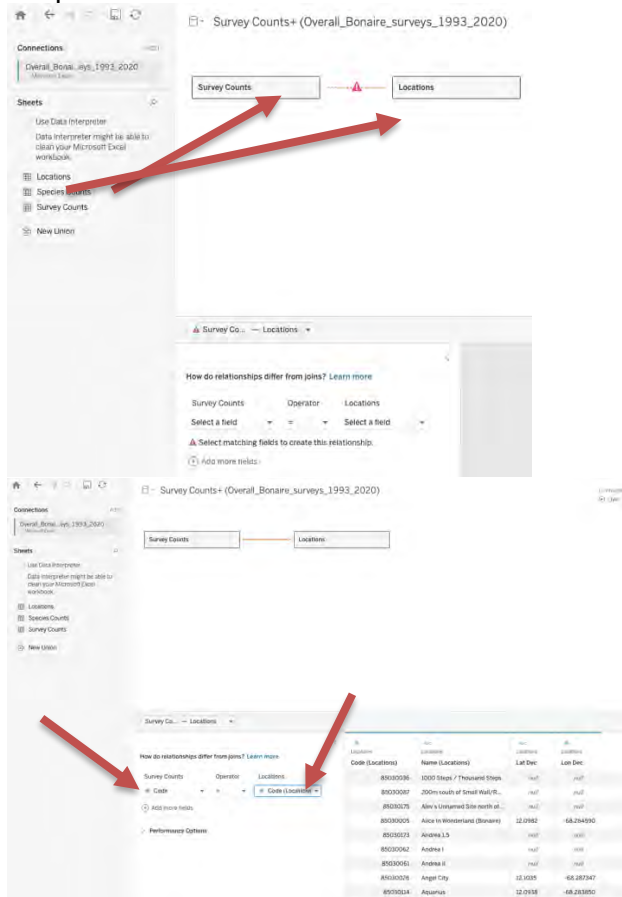 Survey Counts+ (Overall_Bonaire_surveys_1993_2020)
Connections
Overall_Bonai...eys_1993_2020
Microsoft Excel
Survey Counts
Locations
Sheets
Use Data Interpreter
Data Interpreter might be able to
clean your Microsoft Excel
workbook.
Locations
Species Counts
Survey Counts
New Union
Survey Co... — Locations
How do relationships differ from joins? Learn more
Survey Counts Operator Locations
Select a field = Select a field
Select matching fields to create this relationship.
Add more fields
Survey Counts+ (Overall_Bonaire_surveys_1993_2020)
Connections
Overall_Bonai...eys_1993_2020
Survey Counts
Locations
Sheets
Use Data Interpreter
Data Interpreter might be able to
clean your Microsoft Excel
workbook.
Locations
Species Counts
Survey Counts
New Union
Survey Co... — Locations
How do relationships differ from joins? Learn more
Survey Counts Operator Locations
# Code = # Code (Locations
Add more fields
Performance Options
Locations Locations Locations Locations
Code (Locations) Name (Locations) Lat Dec Lon Dec
85030036 1000 Steps / Thousand Steps null null
85030087 200m south of Small Wall/R... null null
85030175 Alex's Unnamed Site north of... null null
85030005 Alice in Wonderland (Bonaire) 12.0982 -68.284590
85030173 Andrea 1.5 null null
85030062 Andrea I null null
85030061 Andrea II null null
85030026 Angel City 12.1035 -68.287347
85030114 Aquarius 12.0938 -68.283850